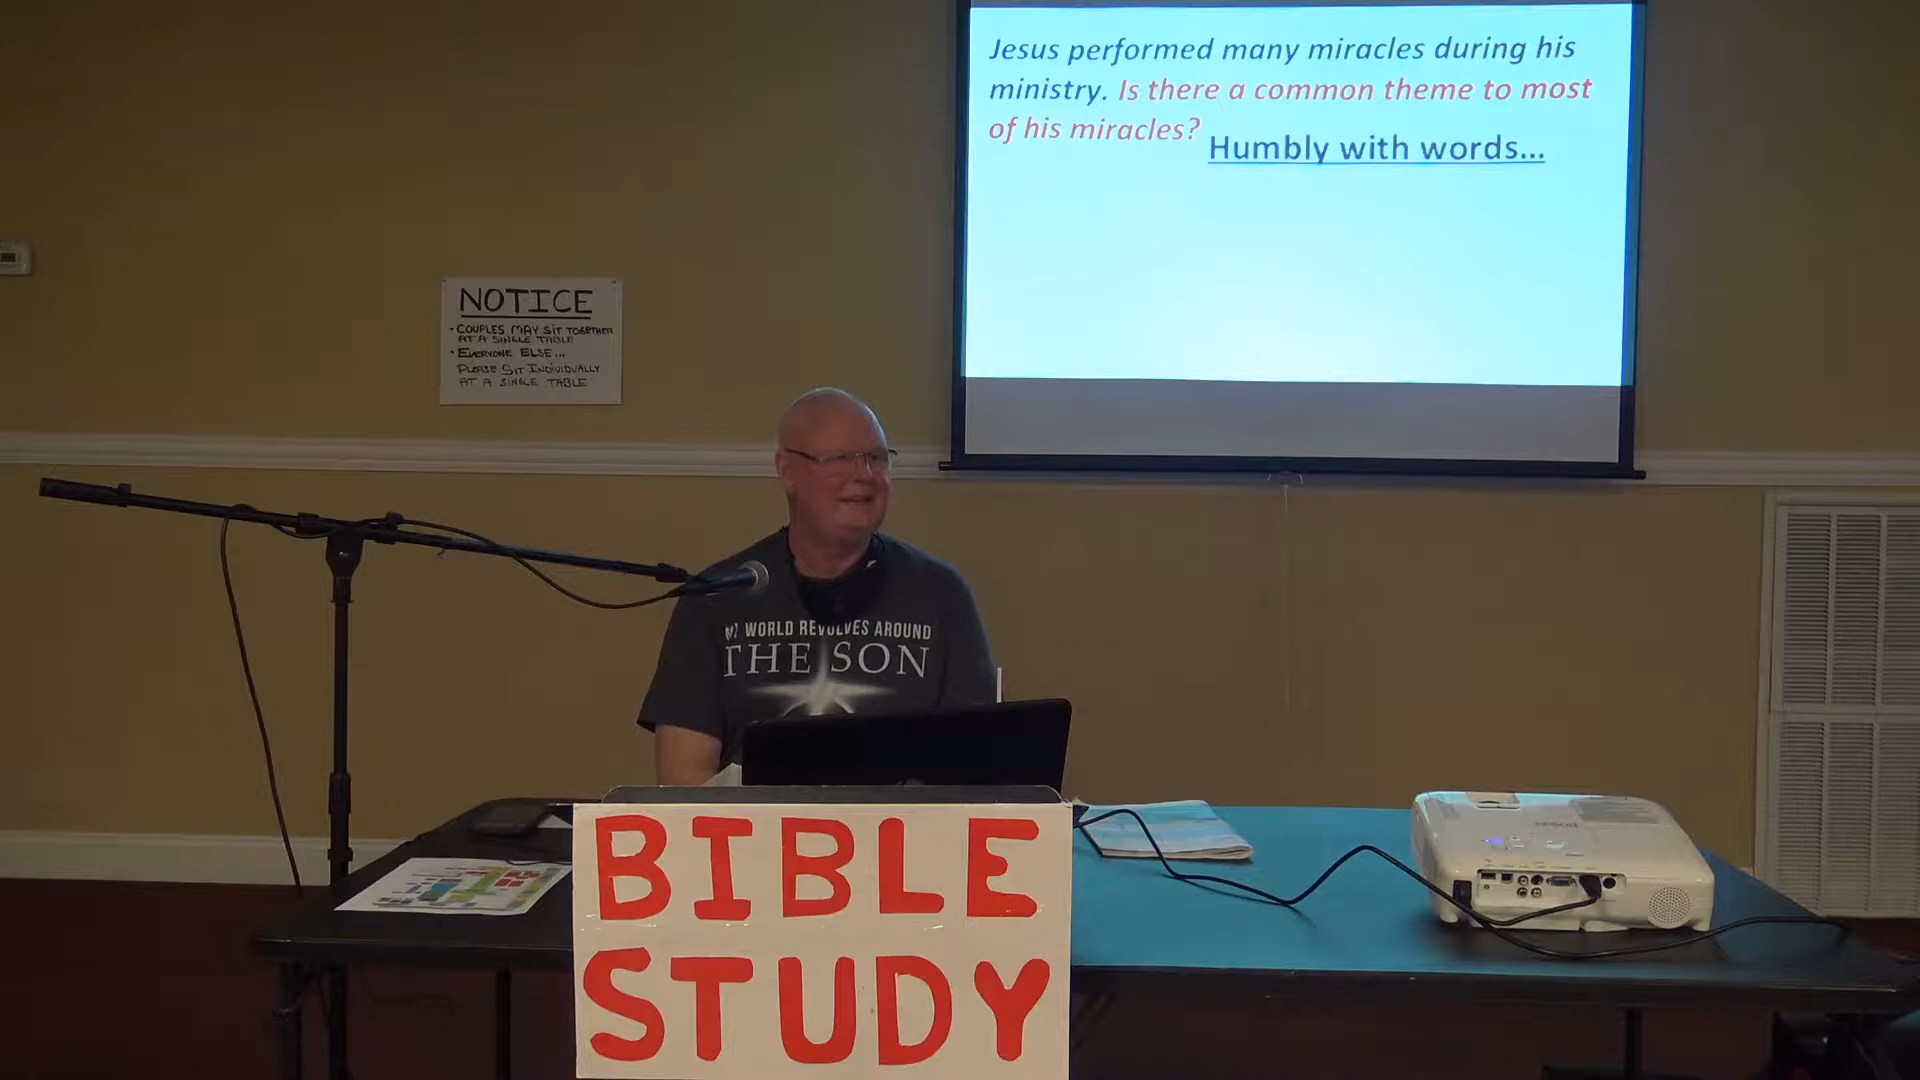 Jesus performed many miracles during his
ministry. Is there a common theme to most
of his miracles?
Humbly with words...
NOTICE
• COUPLES MAY SIT TOGETHER
AT A SINGLE TABLE
• EVERYONE ELSE...
PLEASE SIT INDIVIDUALLY
AT A SINGLE TABLE
MY WORLD REVOLVES AROUND
THE SON
BIBLE
STUDY
EPSON